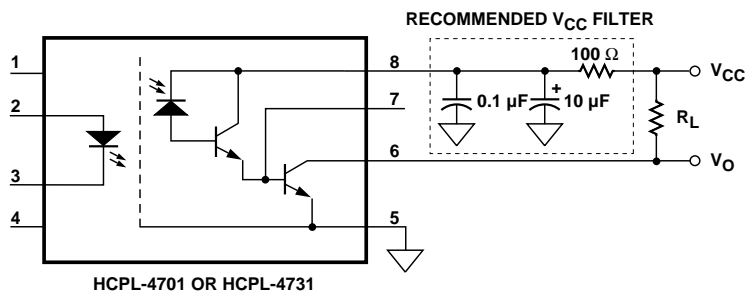 RECOMMENDED VCC FILTER
100 Ω
1
2
3
4
8
7
6
5
0.1 µF
+
10 µF
VCC
RL
VO
HCPL-4701 OR HCPL-4731